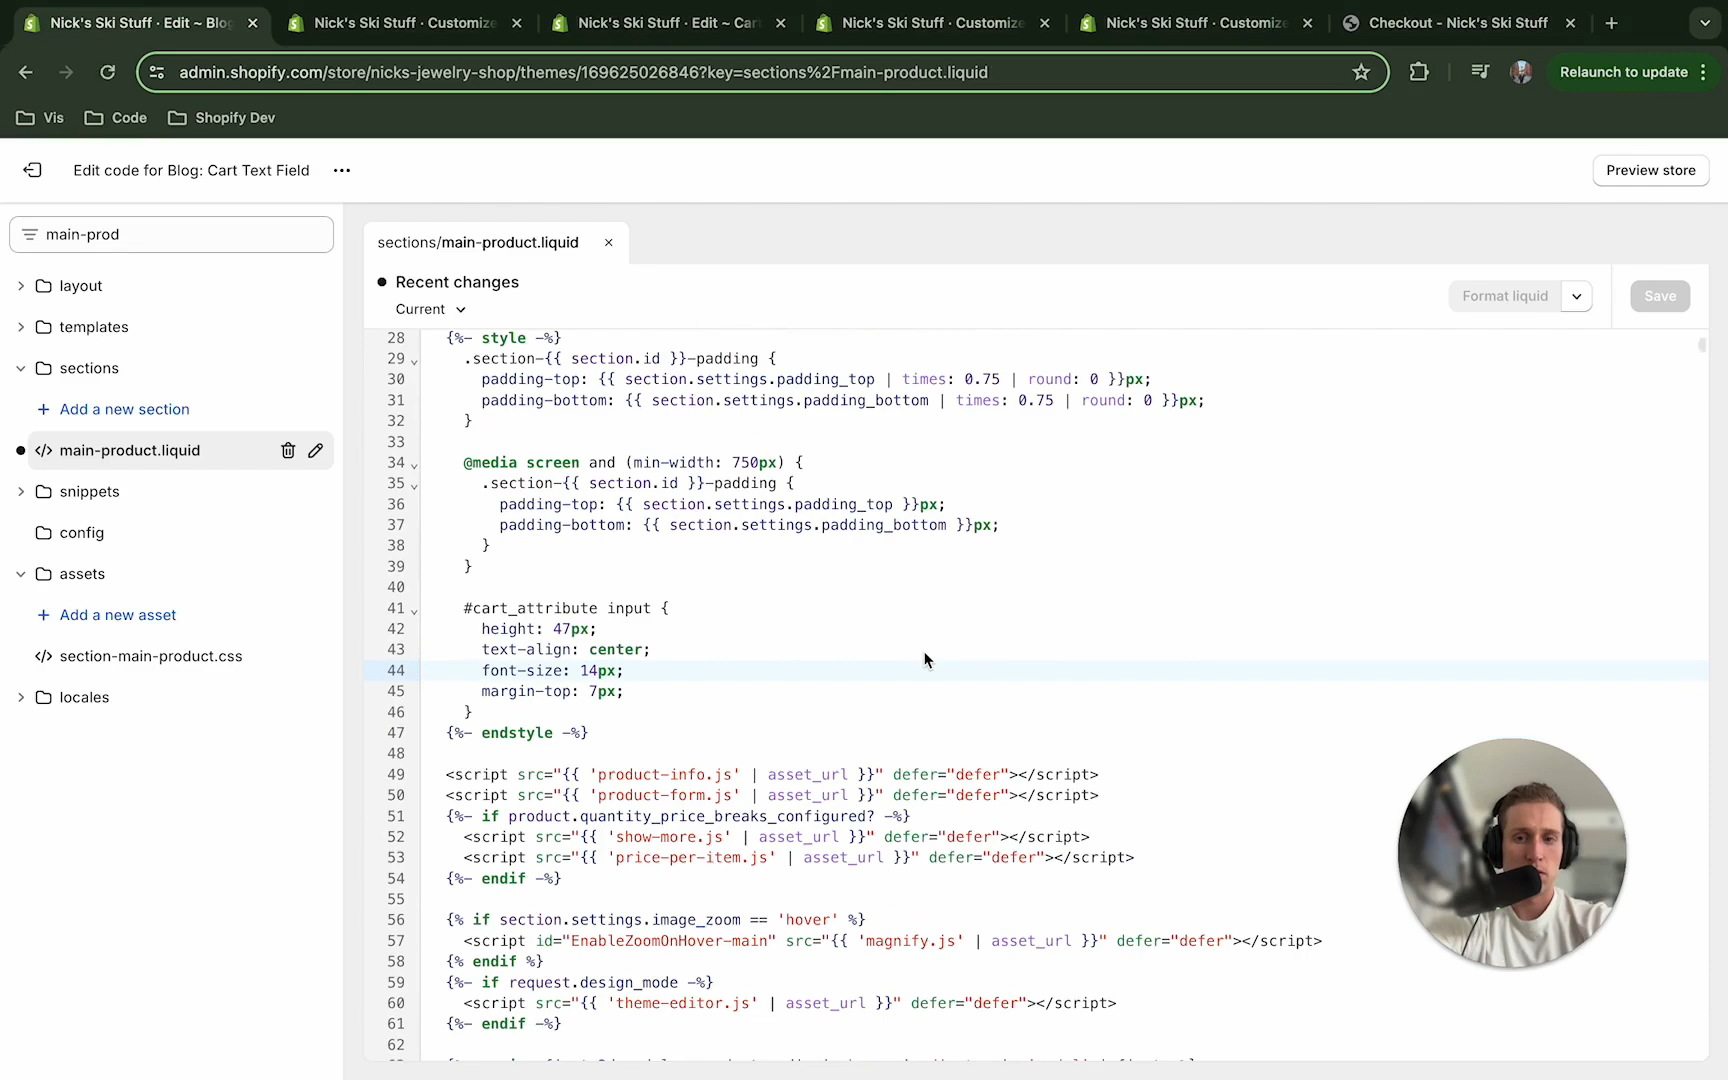 Nick's Ski Stuff · Edit ~ Blog
Nick's Ski Stuff · Customize
Nick's Ski Stuff · Edit ~ Car
Nick's Ski Stuff · Customize
Nick's Ski Stuff · Customize
Checkout - Nick's Ski Stuff
admin.shopify.com/store/nicks-jewelry-shop/themes/169625026846?key=sections%2Fmain-product.liquid
Relaunch to update
Vis
Code
Shopify Dev
Edit code for Blog: Cart Text Field
Preview store
main-prod
layout
templates
sections
+ Add a new section
</> main-product.liquid
snippets
config
assets
+ Add a new asset
</> section-main-product.css
locales
sections/main-product.liquid
Recent changes
Current
Format liquid
Save
28 {%- style -%}
29 .section-{{ section.id }}-padding {
30 padding-top: {{ section.settings.padding_top | times: 0.75 | round: 0 }}px;
31 padding-bottom: {{ section.settings.padding_bottom | times: 0.75 | round: 0 }}px;
32 }
33
34 @media screen and (min-width: 750px) {
35 .section-{{ section.id }}-padding {
36 padding-top: {{ section.settings.padding_top }}px;
37 padding-bottom: {{ section.settings.padding_bottom }}px;
38 }
39 }
40
41 #cart_attribute input {
42 height: 47px;
43 text-align: center;
44 font-size: 14px;
45 margin-top: 7px;
46 }
47 {%- endstyle -%}
48
49 <script src="{{ 'product-info.js' | asset_url }}" defer="defer"></script>
50 <script src="{{ 'product-form.js' | asset_url }}" defer="defer"></script>
51 {%- if product.quantity_price_breaks_configured? -%}
52 <script src="{{ 'show-more.js' | asset_url }}" defer="defer"></script>
53 <script src="{{ 'price-per-item.js' | asset_url }}" defer="defer"></script>
54 {%- endif -%}
55
56 {% if section.settings.image_zoom == 'hover' %}
57 <script id="EnableZoomOnHover-main" src="{{ 'magnify.js' | asset_url }}" defer="defer"></script>
58 {% endif %}
59 {%- if request.design_mode -%}
60 <script src="{{ 'theme-editor.js' | asset_url }}" defer="defer"></script>
61 {%- endif -%}
62